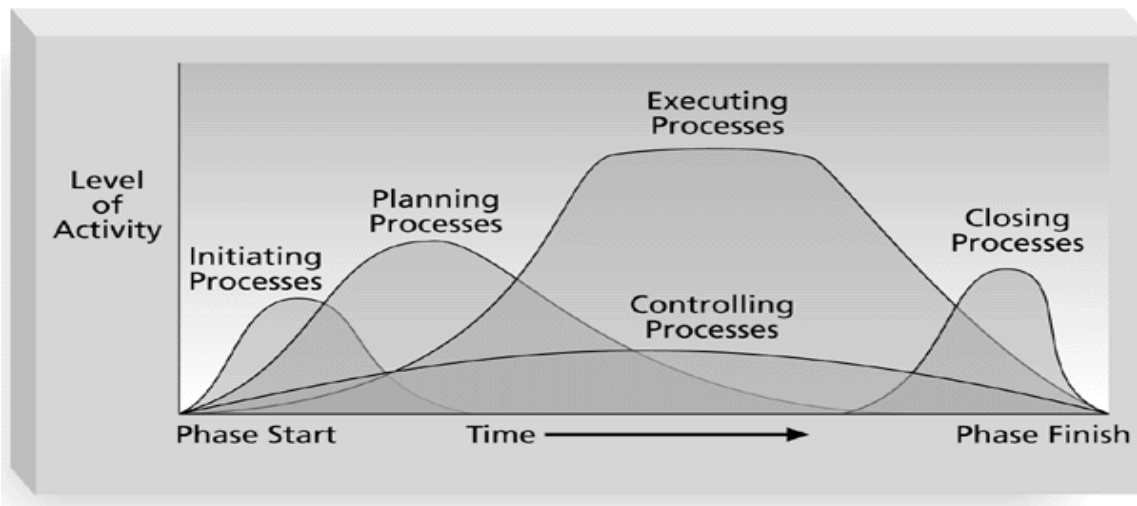 Executing
Processes
Level
of
Activity
Planning
Processes
Closing
Processes
Initiating
Processes
Controlling
Processes
Phase Start
Time
Phase Finish